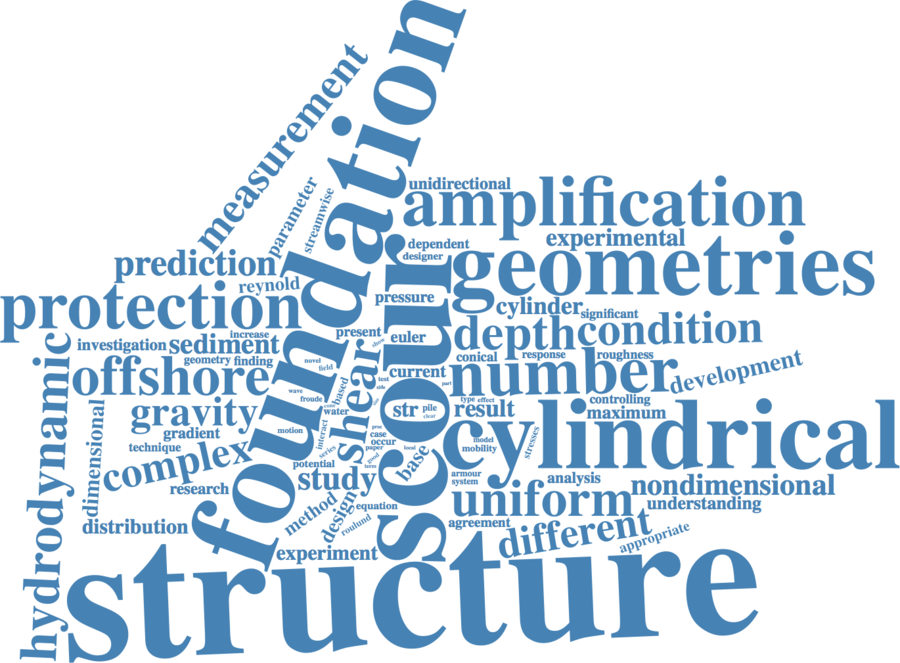 foundation
measurement
parameter
streamwise
unidirectional
amplification
experimental
dependent
designer
geometries
prediction
reynold
pressure
protection
cylinder
significant
increase
present
euler
depth
condition
investigation
sediment
show
geometry
finding
novel
field
conical
response
roughness
offshore
current
number
development
shear
scour
hydrodynamic
based
test
part
wave
froude
type
effect
controlling
gravity
water
str
pile
clear
result
maximum
cylindrical
dimensional
gradient
motion
interact
case
occur
paper
local
model
mobility
stresses
technique
complex
series
potential
term
base
armour
system
analysis
nondimensional
research
study
uniform
understanding
method
design
equation
roulund
agreement
different
appropriate
distribution
experiment
structure